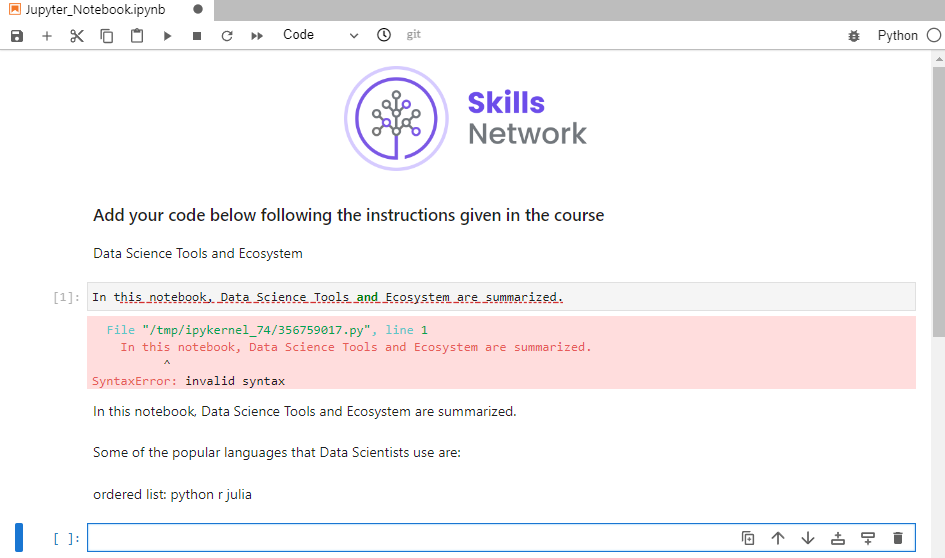 Jupyter_Notebook.ipynb
Code git Python
Skills
Network
Add your code below following the instructions given in the course
Data Science Tools and Ecosystem
[1]: In this notebook, Data Science Tools and Ecosystem are summarized.
File "/tmp/ipykernel_74/356759017.py", line 1
In this notebook, Data Science Tools and Ecosystem are summarized.
^
SyntaxError: invalid syntax
In this notebook, Data Science Tools and Ecosystem are summarized.
Some of the popular languages that Data Scientists use are:
ordered list: python r julia
[ ]: